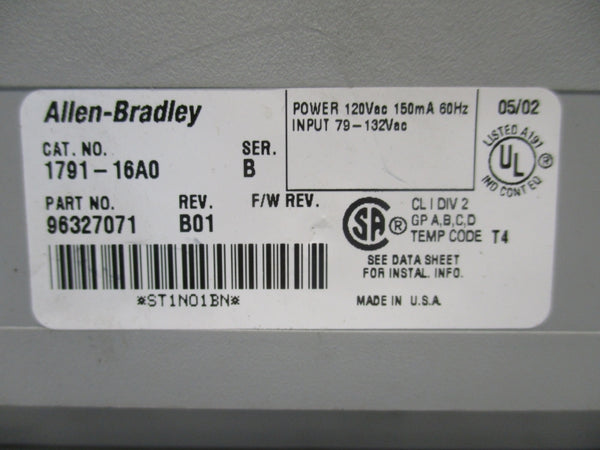 Allen-Bradley
CAT. NO. SER.
1791-16A0 B
PART NO. REV. F/W REV.
96327071 B01
*ST1N01BN*
POWER 120Vac 150mA 60Hz
INPUT 79-132Vac
05/02
LISTED A197
UL ®
IND CONT EQ
SA ®
CL I DIV 2
GP A,B,C,D
TEMP CODE T4
SEE DATA SHEET
FOR INSTAL. INFO.
MADE IN U.S.A.